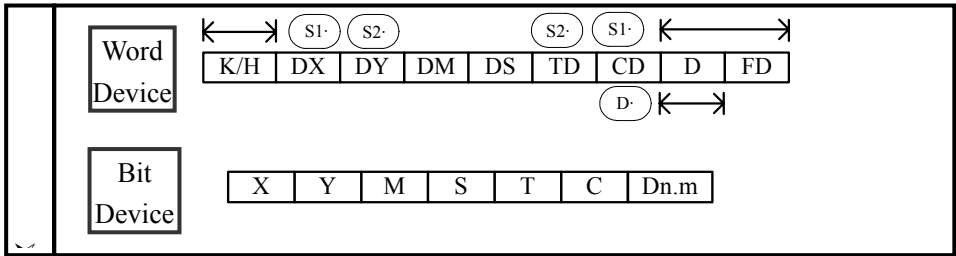 S1· S2· S2· S1·
Word Device
K/H DX DY DM DS TD CD D FD
D·
Bit Device
X Y M S T C Dn.m